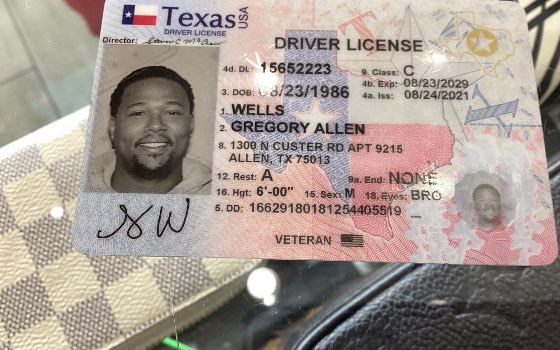 Texas USA
DRIVER LICENSE
Director:
DRIVER LICENSE
4d. DL: 15652223 9. Class: C
4b. Exp: 08/23/2029
3. DOB: 08/23/1986 4a. Iss: 08/24/2021
1. WELLS
2. GREGORY ALLEN
8. 1300 N CUSTER RD APT 9215
ALLEN, TX 75013
12. Rest: A 9a. End: NONE
16. Hgt: 6'-00" 15. Sex: M 18. Eyes: BRO
5. DD: 16629180181254405519
VETERAN